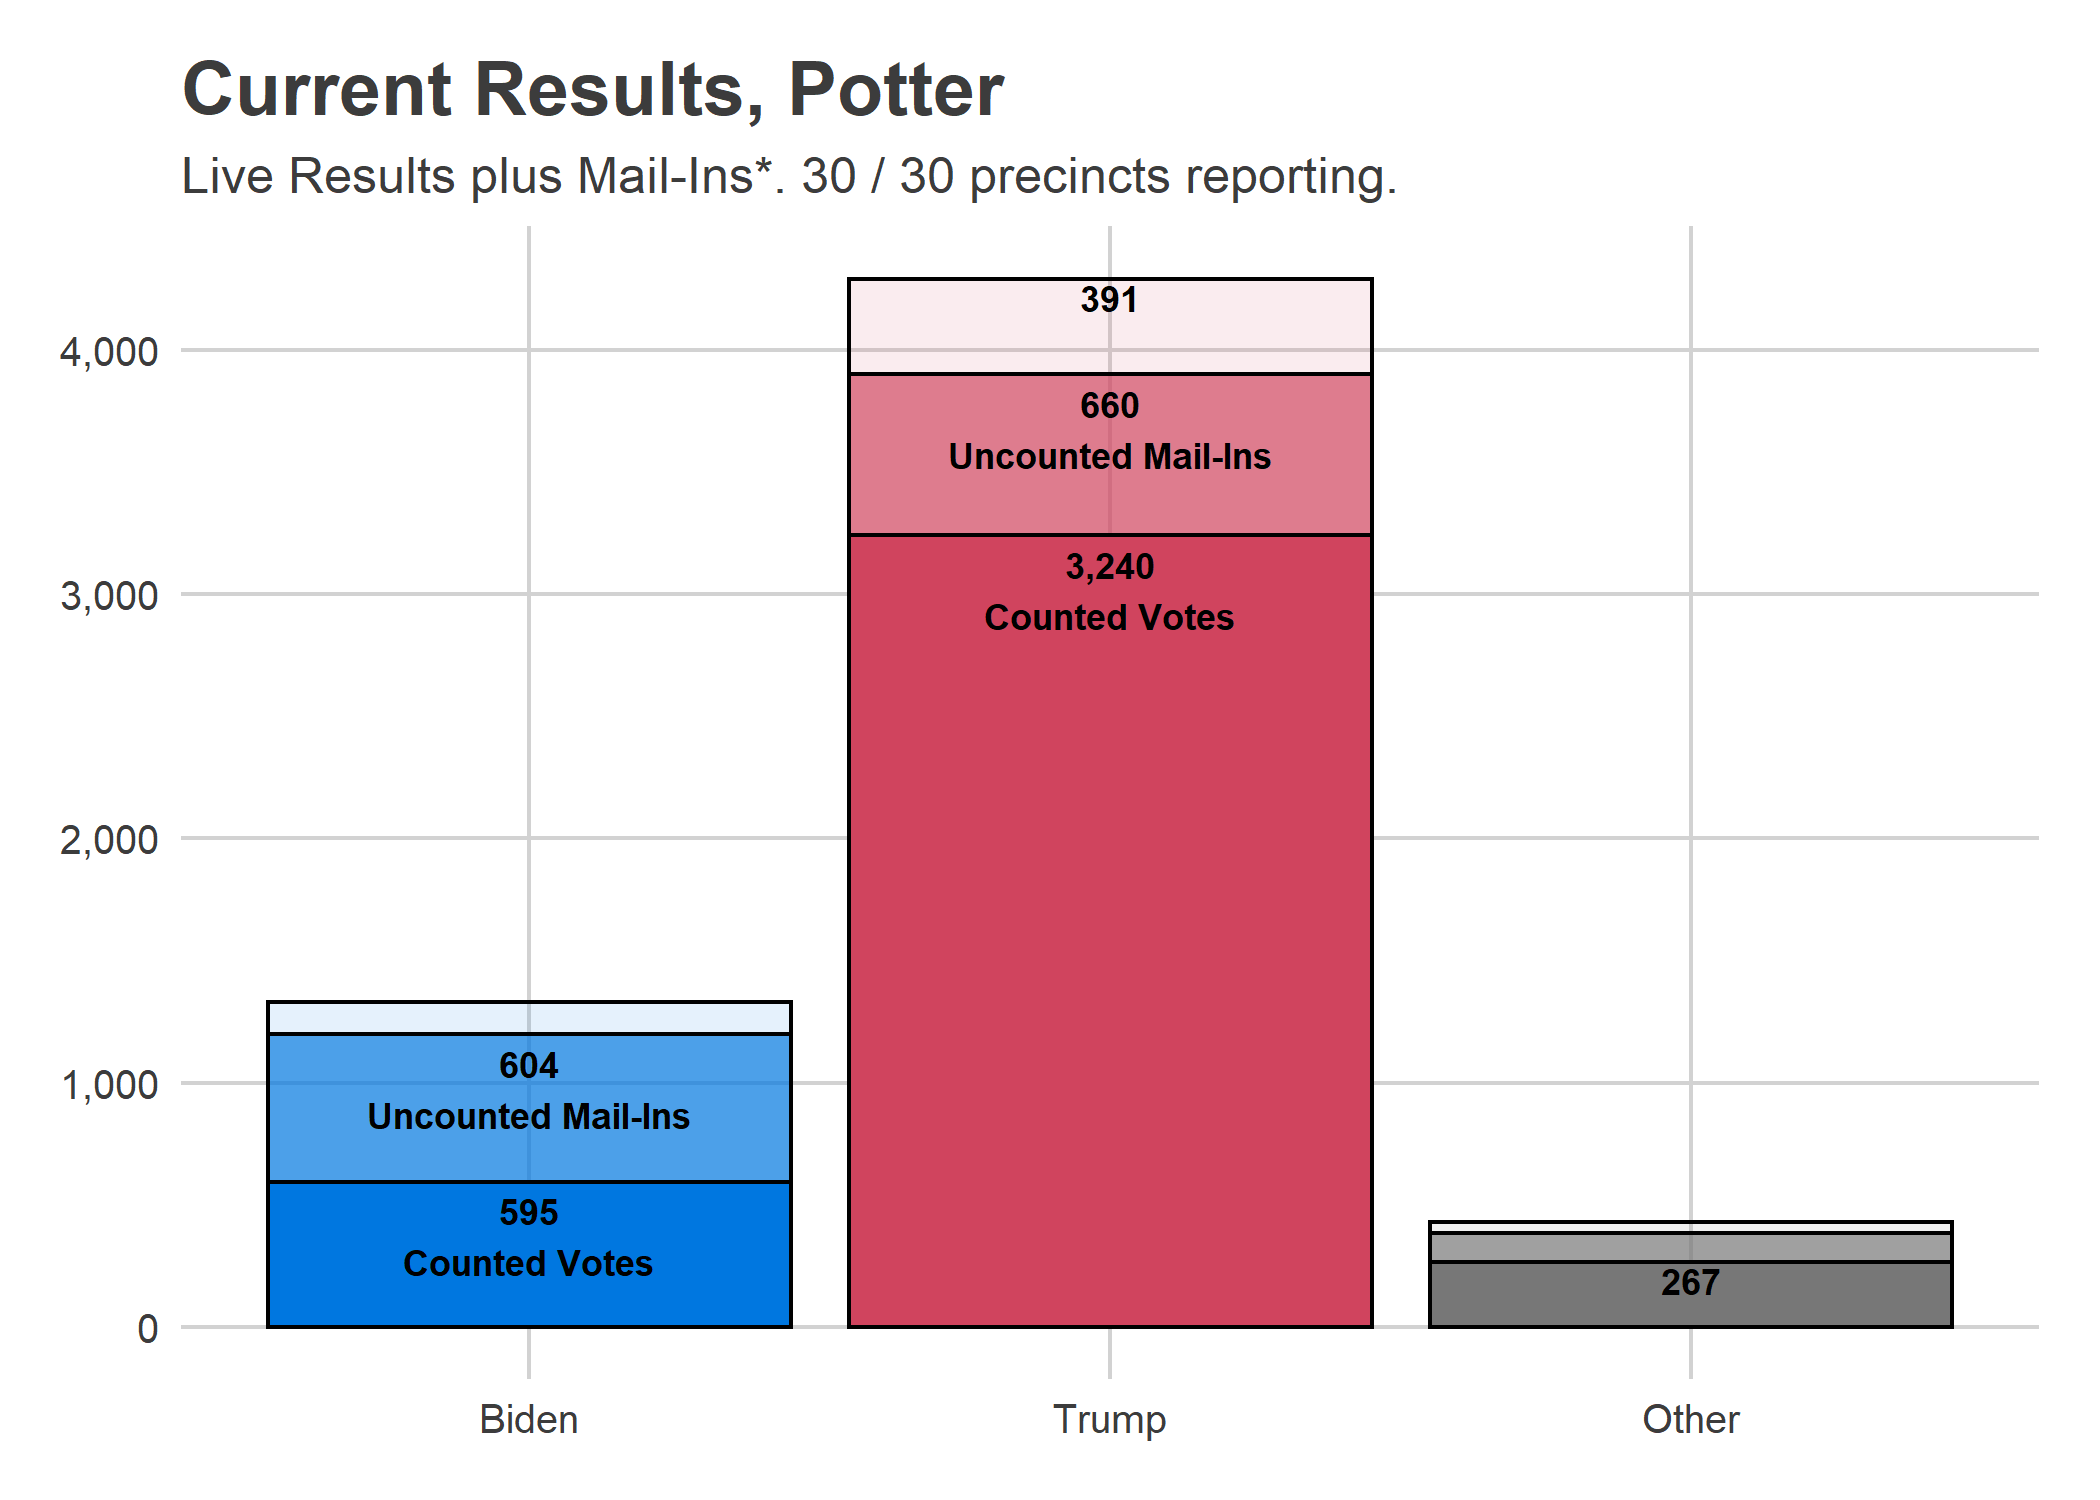 Current Results, Potter
Live Results plus Mail-Ins*. 30 / 30 precincts reporting.
391
4,000
660
Uncounted Mail-Ins
3,240
3,000
Counted Votes
2,000
604
1,000
Uncounted Mail-Ins
595
Counted Votes
267
0
Biden
Trump
Other